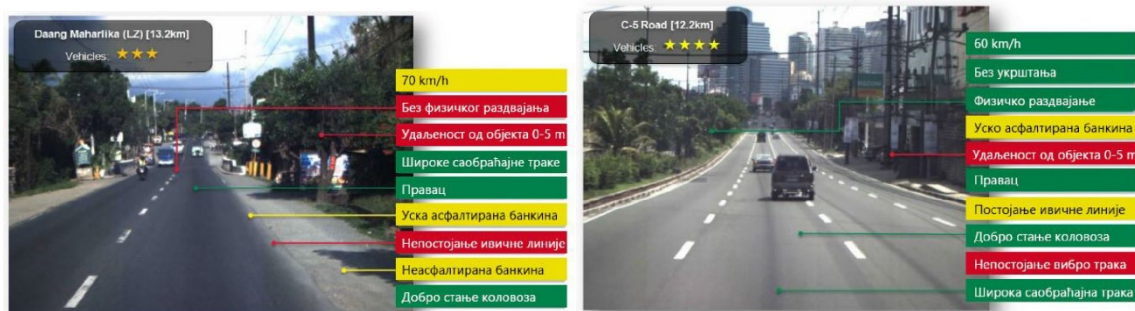 Daang Maharlika (LZ) [13.2km]
Vehicles: ★★★
70 km/h
Без физичког раздвајања
Удаљеност од објекта 0-5 m
Широке саобраћајне траке
Правац
Уска асфалтирана банкина
Непостојање ивичне линије
Неасфалтирана банкина
Добро стање коловоза
C-5 Road [12.2km]
Vehicles: ★★★★
60 km/h
Без укрштања
Физичко раздвајање
Уско асфалтирана банкина
Удаљеност од објекта 0-5 m
Правац
Постојање ивичне линије
Добро стање коловоза
Непостојање вибро трака
Широка саобраћајна трака